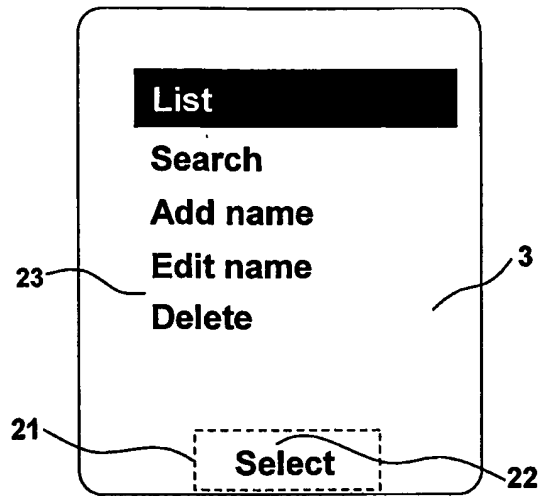 List
Search
Add name
Edit name
23
3
Delete
21
Select
22